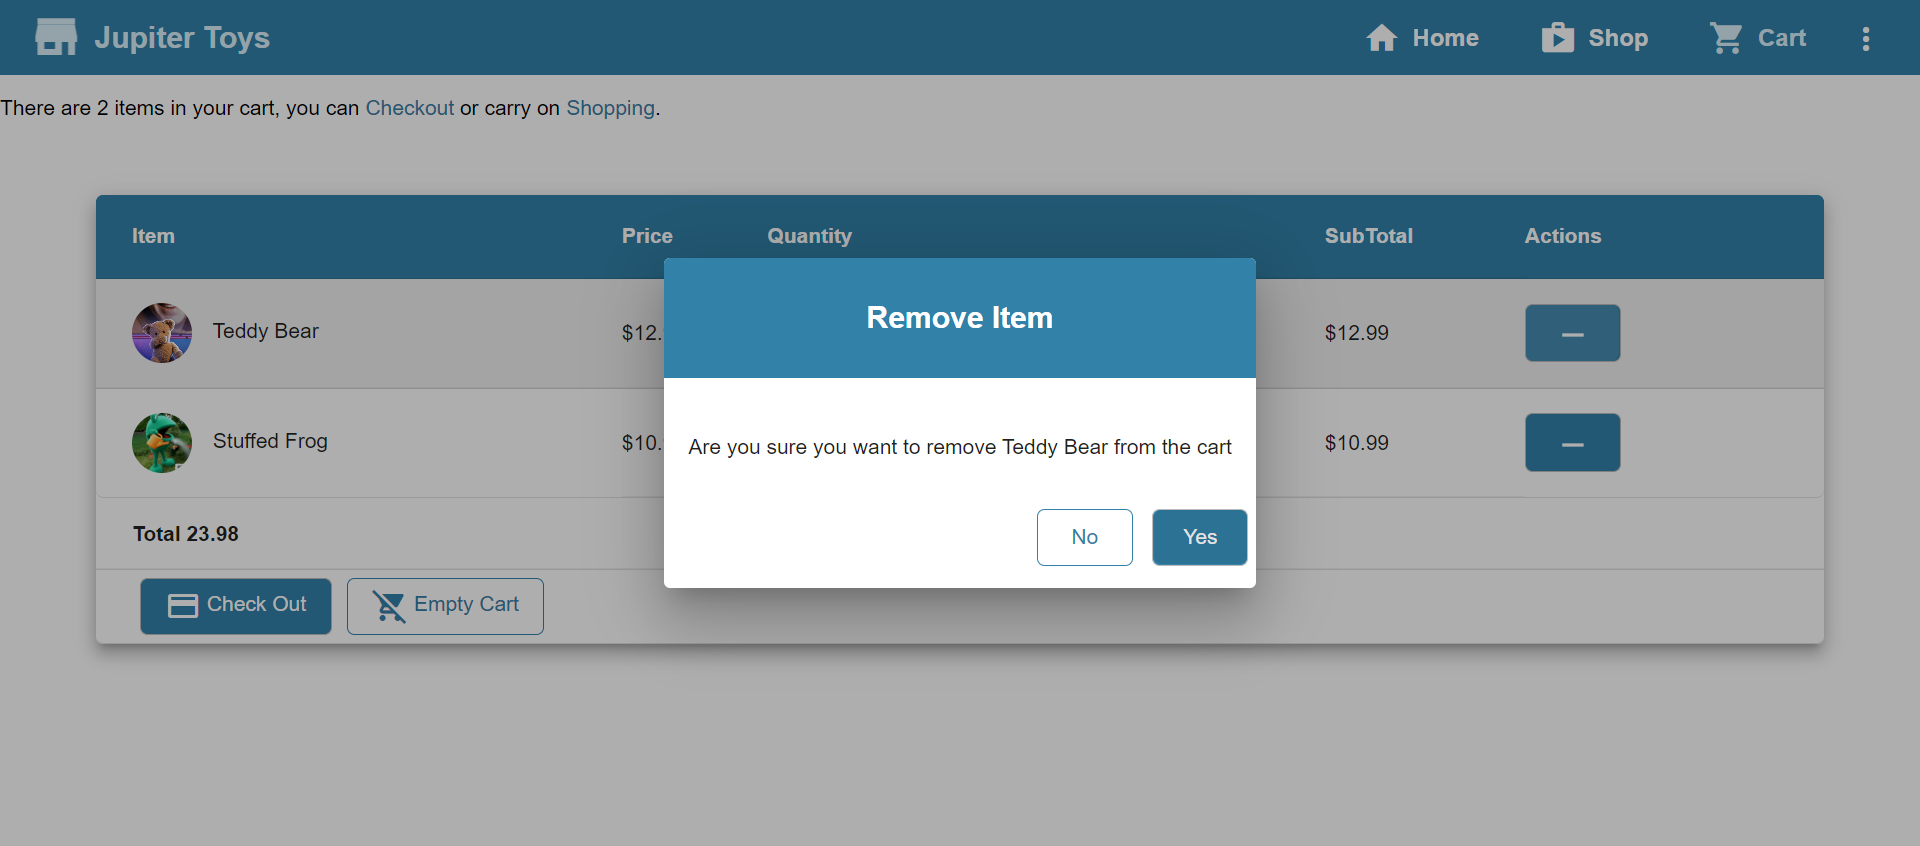 Jupiter Toys
Home
Shop
Cart
There are 2 items in your cart, you can Checkout or carry on Shopping.
Item Price Quantity SubTotal Actions
Remove Item
Teddy Bear $12. $12.99
Stuffed Frog $10. $10.99
Are you sure you want to remove Teddy Bear from the cart
Total 23.98
No
Yes
Check Out
Empty Cart